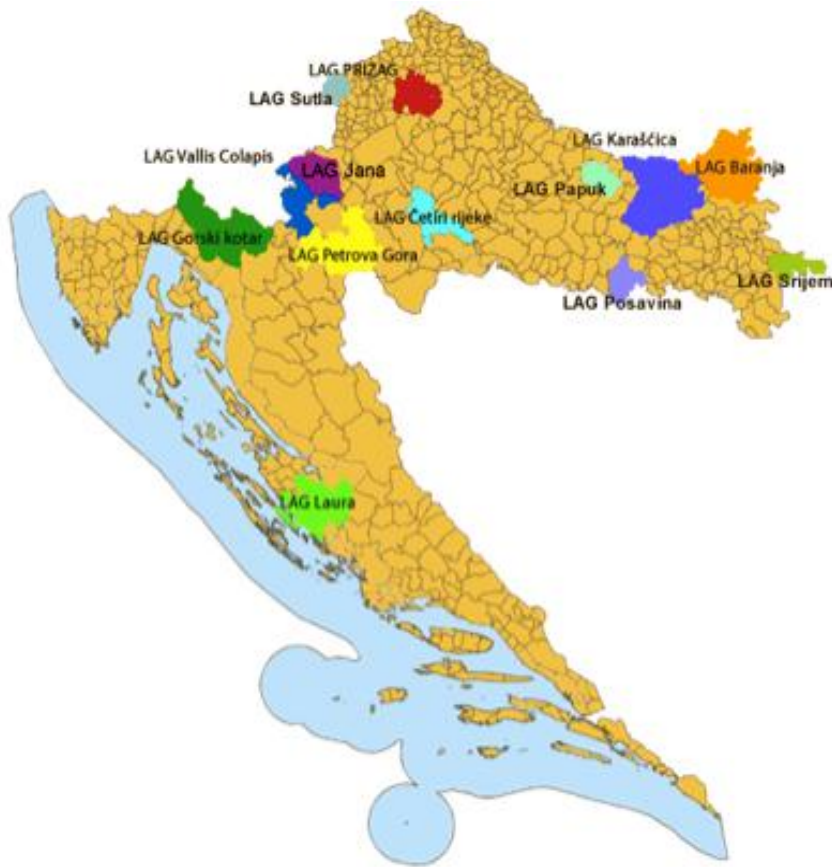 LAG PRIZAG
LAG Sutla
LAG Karaščica
LAG Vallis Colapis
LAG Jana
LAG Baranja
LAG Papuk
LAG Četiri rijeke
LAG Gorski kotar
LAG Petrova Gora
LAG Srijem
LAG Posavina
LAG Laura